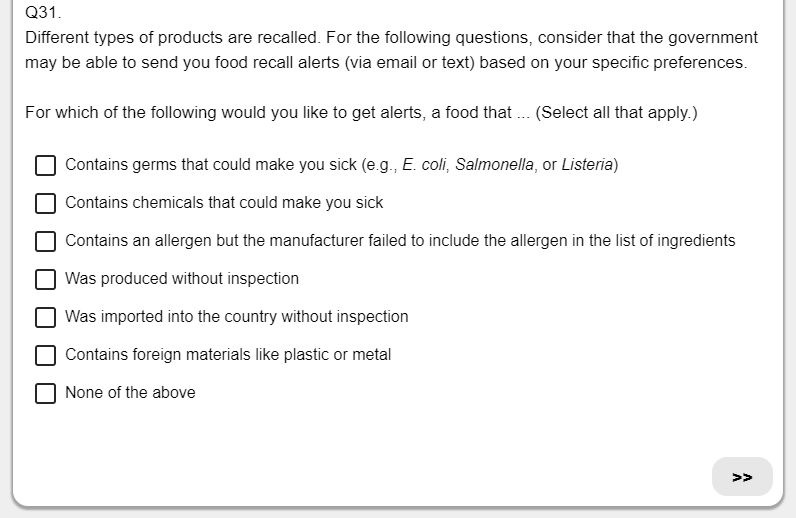 Q31.
Different types of products are recalled. For the following questions, consider that the government
may be able to send you food recall alerts (via email or text) based on your specific preferences.
For which of the following would you like to get alerts, a food that ... (Select all that apply.)
Contains germs that could make you sick (e.g., E. coli, Salmonella, or Listeria)
Contains chemicals that could make you sick
Contains an allergen but the manufacturer failed to include the allergen in the list of ingredients
Was produced without inspection
Was imported into the country without inspection
Contains foreign materials like plastic or metal
None of the above
>>